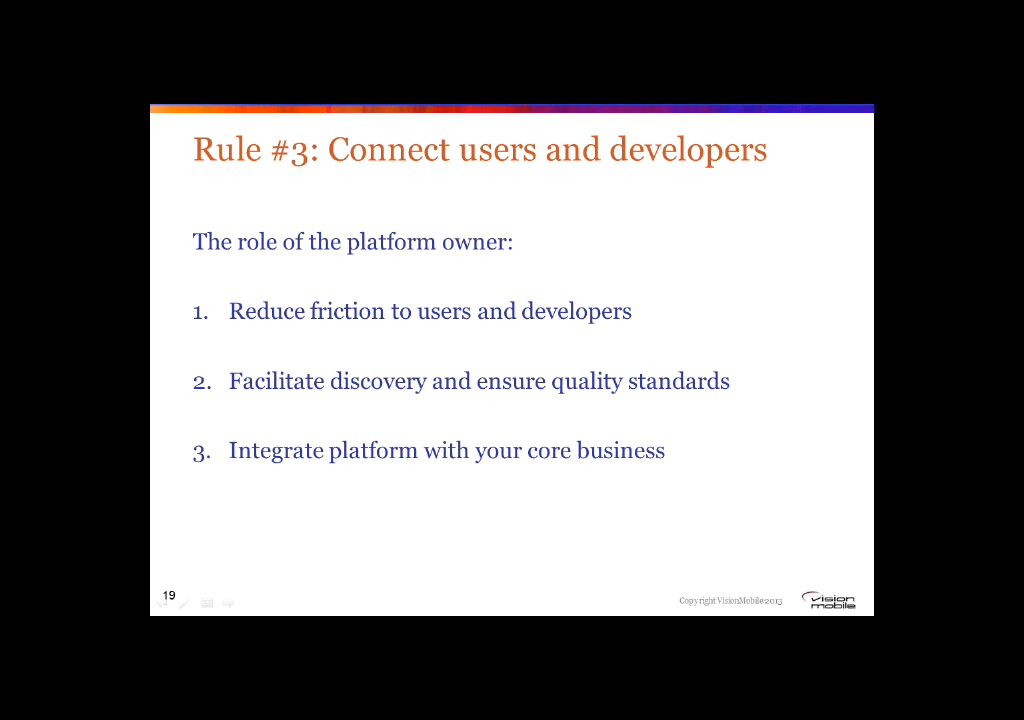 Rule #3: Connect users and developers
The role of the platform owner:
1. Reduce friction to users and developers
2. Facilitate discovery and ensure quality standards
3. Integrate platform with your core business
19
Copyright VisionMobile 2013
vision
mobile